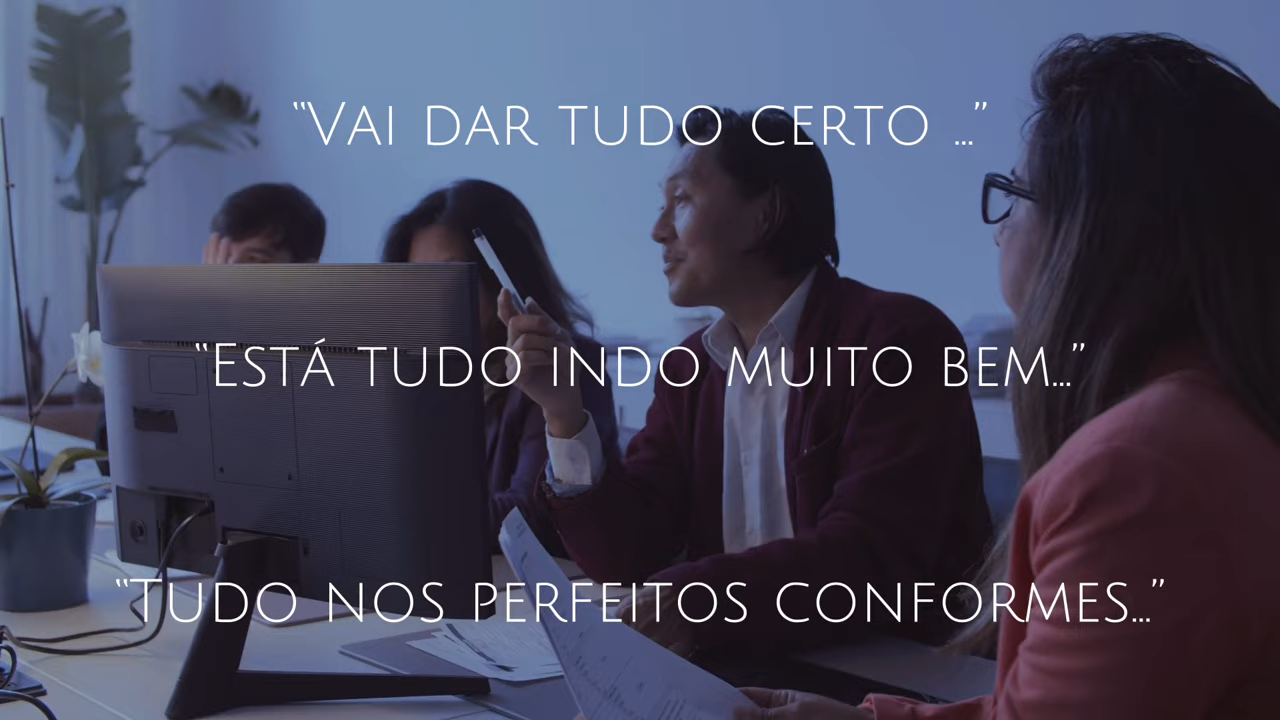 “Vai dar tudo certo ...”
“Está tudo indo muito bem...”
“Tudo nos perfeitos conformes...”